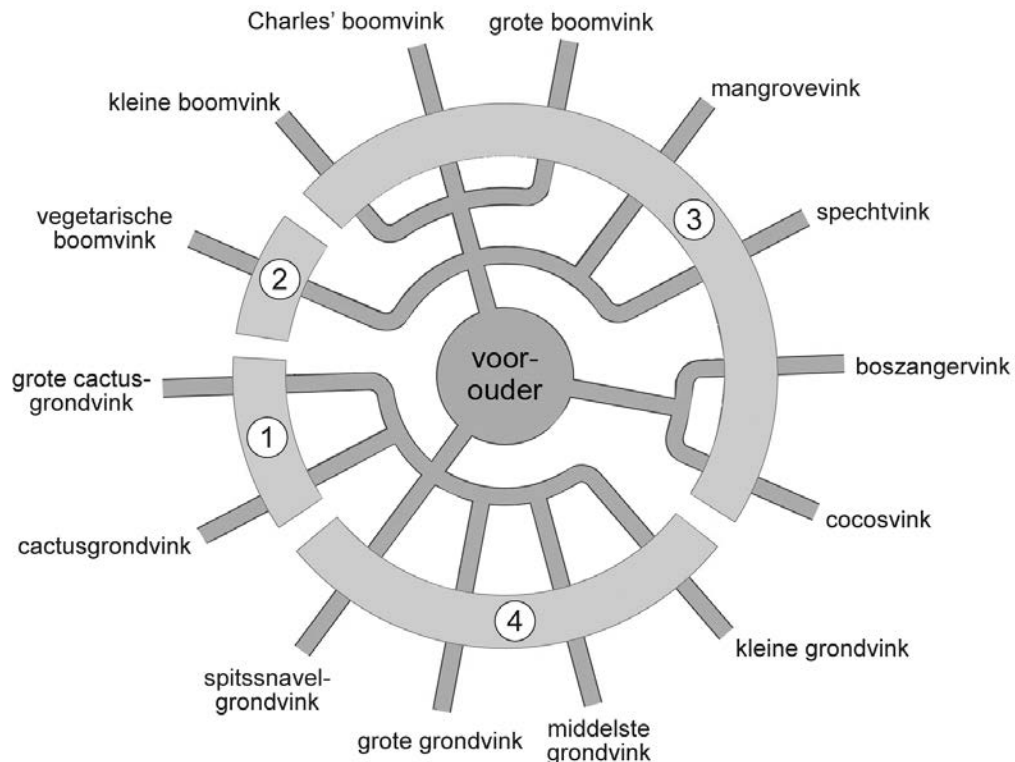 Charles' boomvink
grote boomvink
kleine boomvink
mangrovevink
vegetarische
boomvink
spechtvink
3
2
voor-
ouder
grote cactus-
grondvink
boszangervink
1
cactusgrondvink
cocosvink
4
kleine grondvink
spitssnavel-
grondvink
grote grondvink
middelste
grondvink